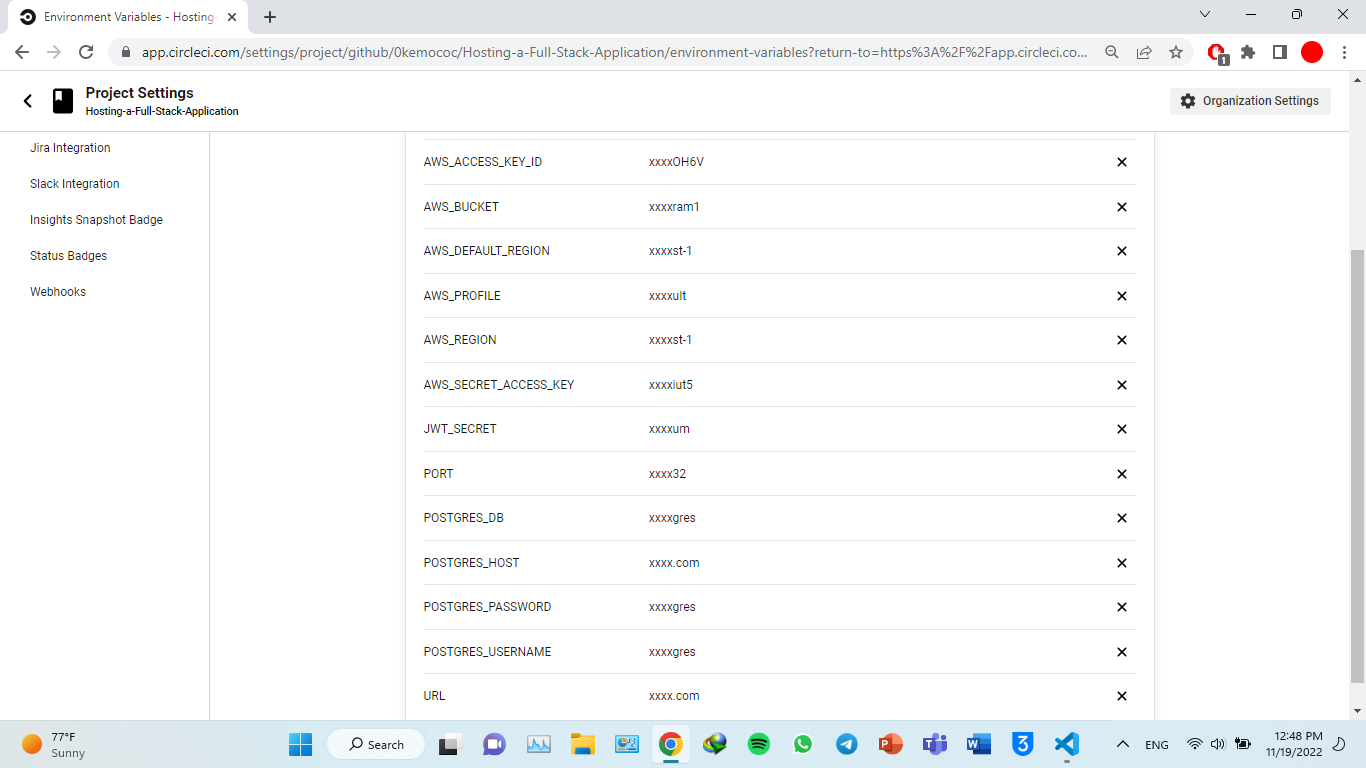 Environment Variables - Hosting-
app.circleci.com/settings/project/github/0kemococ/Hosting-a-Full-Stack-Application/environment-variables?return-to=https%3A%2F%2Fapp.circleci.co...
1
Project Settings
Hosting-a-Full-Stack-Application
Organization Settings
Jira Integration
Slack Integration
Insights Snapshot Badge
Status Badges
Webhooks
AWS_ACCESS_KEY_ID xxxxOH6V
AWS_BUCKET xxxxram1
AWS_DEFAULT_REGION xxxxst-1
AWS_PROFILE xxxxult
AWS_REGION xxxxst-1
AWS_SECRET_ACCESS_KEY xxxxiut5
JWT_SECRET xxxxum
PORT xxxx32
POSTGRES_DB xxxxgres
POSTGRES_HOST xxxx.com
POSTGRES_PASSWORD xxxxgres
POSTGRES_USERNAME xxxxgres
URL xxxx.com
77°F
Sunny
Search
ENG
12:48 PM
11/19/2022